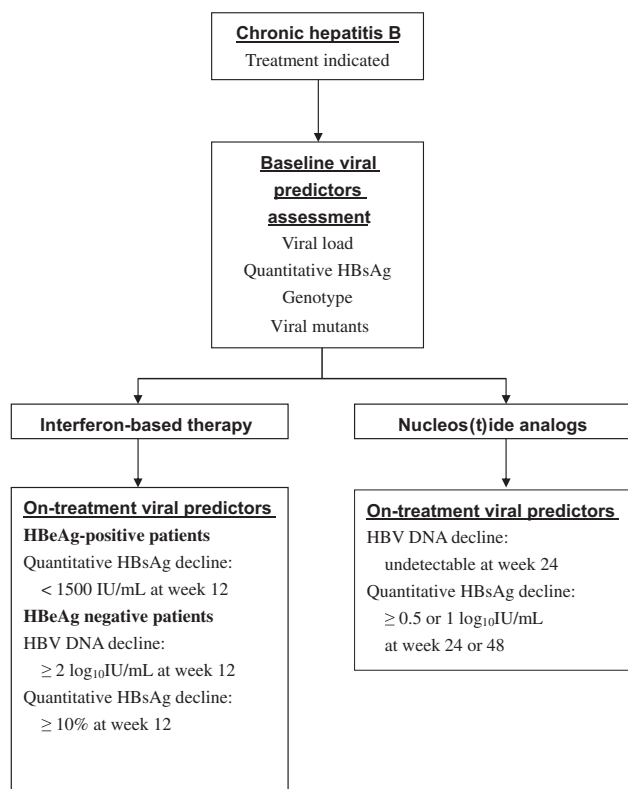 Chronic hepatitis B
Treatment indicated
Baseline viral
predictors
assessment
Viral load
Quantitative HBsAg
Genotype
Viral mutants
Interferon-based therapy
Nucleos(t)ide analogs
On-treatment viral predictors
HBeAg-positive patients
Quantitative HBsAg decline:
< 1500 IU/mL at week 12
HBeAg negative patients
HBV DNA decline:
≥ 2 log₁₀IU/mL at week 12
Quantitative HBsAg decline:
≥ 10% at week 12
On-treatment viral predictors
HBV DNA decline:
undetectable at week 24
Quantitative HBsAg decline:
≥ 0.5 or 1 log₁₀IU/mL
at week 24 or 48